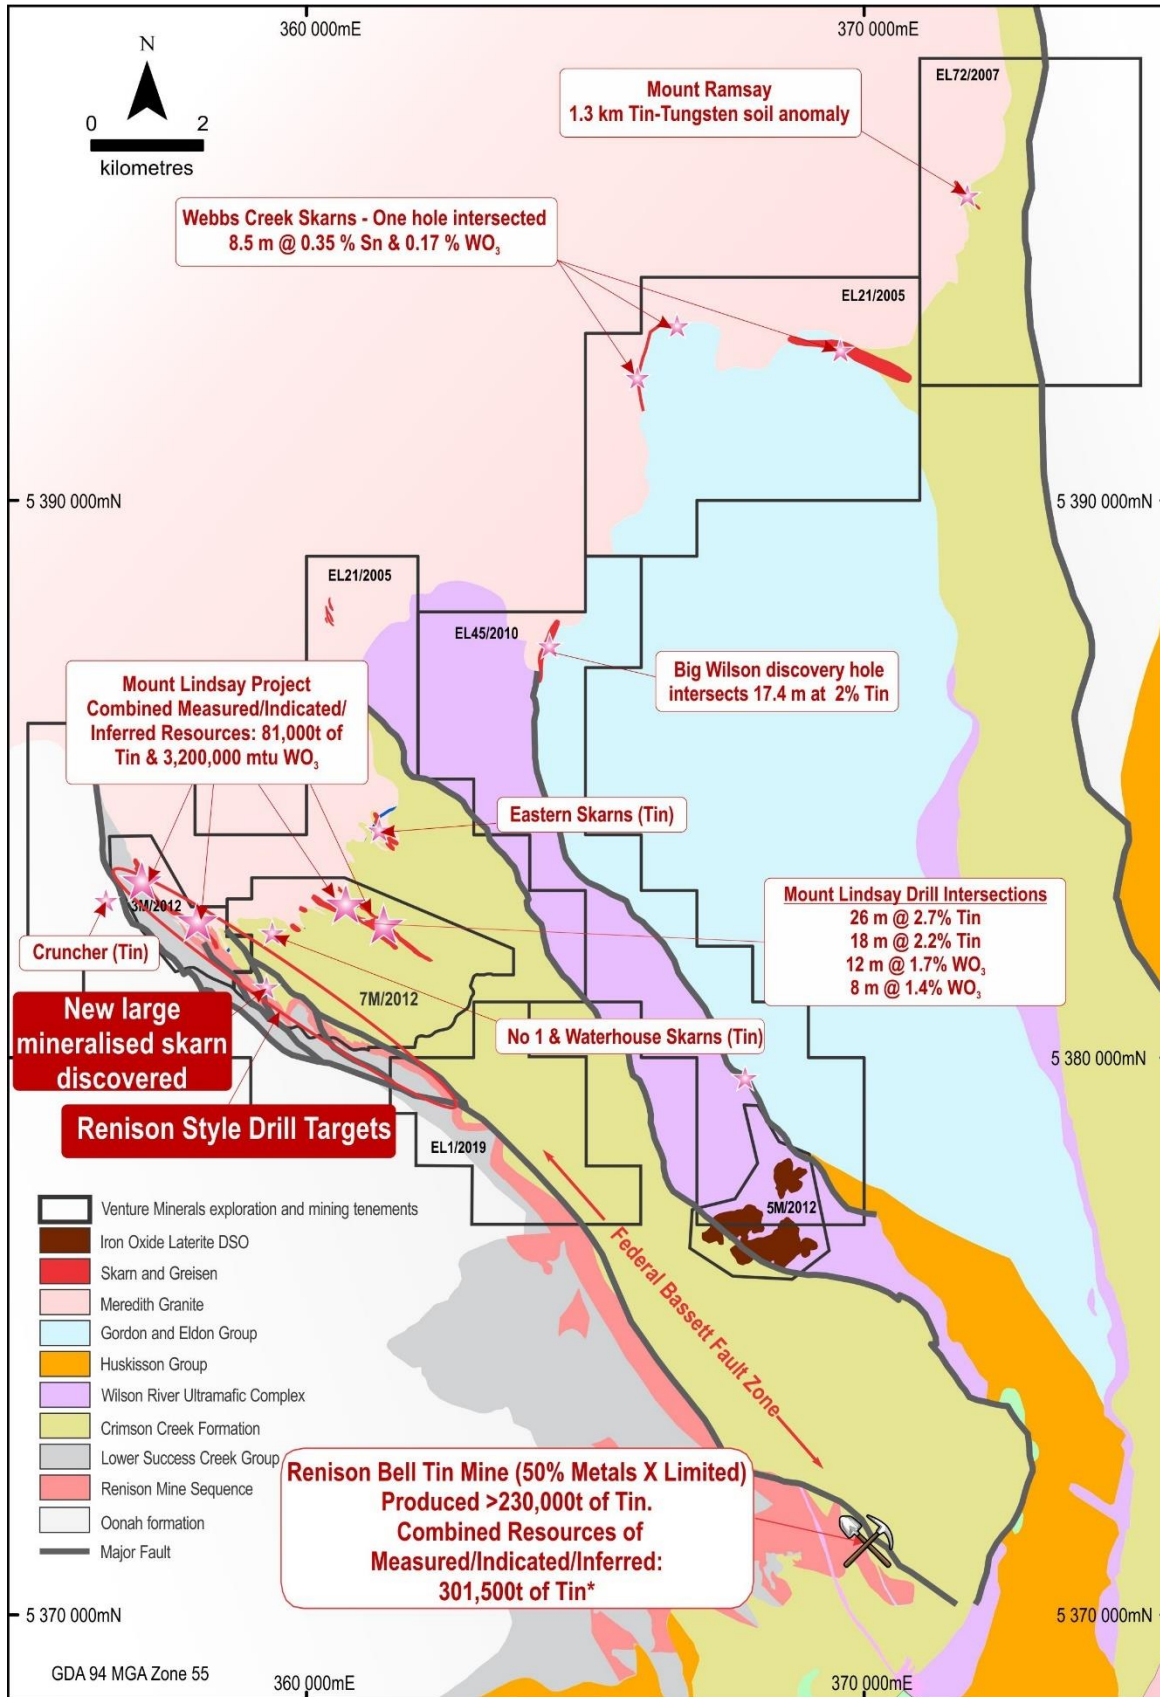 360 000mE
370 000mE
N
0 2
kilometres
EL72/2007
Mount Ramsay
1.3 km Tin-Tungsten soil anomaly
Webbs Creek Skarns - One hole intersected
8.5 m @ 0.35 % Sn & 0.17 % WO₃
EL21/2005
5 390 000mN
5 390 000mN
EL21/2005
EL45/2010
Big Wilson discovery hole
intersects 17.4 m at 2% Tin
Mount Lindsay Project
Combined Measured/Indicated/
Inferred Resources: 81,000t of
Tin & 3,200,000 mtu WO₃
Eastern Skarns (Tin)
Mount Lindsay Drill Intersections
26 m @ 2.7% Tin
18 m @ 2.2% Tin
12 m @ 1.7% WO₃
8 m @ 1.4% WO₃
3M/2012
Cruncher (Tin)
7M/2012
New large
mineralised skarn
discovered
No 1 & Waterhouse Skarns (Tin)
5 380 000mN
Renison Style Drill Targets
EL1/2019
5M/2012
Federal Bassett Fault Zone
Venture Minerals exploration and mining tenements
Iron Oxide Laterite DSO
Skarn and Greisen
Meredith Granite
Gordon and Eldon Group
Huskisson Group
Wilson River Ultramafic Complex
Crimson Creek Formation
Lower Success Creek Group
Renison Mine Sequence
Oonah formation
Major Fault
Renison Bell Tin Mine (50% Metals X Limited)
Produced >230,000t of Tin.
Combined Resources of
Measured/Indicated/Inferred:
301,500t of Tin*
5 370 000mN
5 370 000mN
GDA 94 MGA Zone 55
360 000mE
370 000mE